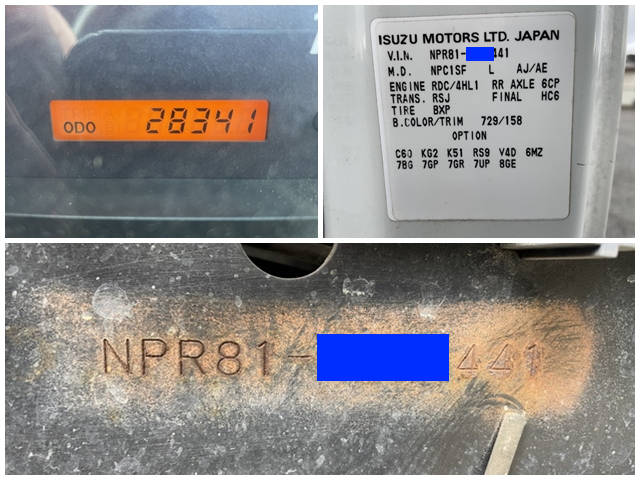 ODO 28341
ISUZU MOTORS LTD. JAPAN
V.I.N. NPR81- 441
M.D. NPC1SF L AJ/AE
ENGINE RDC/4HL1 RR AXLE 6CP
TRANS. RSJ FINAL HC6
TIRE BXP
B.COLOR/TRIM 729/158
OPTION
C60 KG2 K51 RS9 V4D 6MZ
7BG 7GP 7GR 7UP 8GE
NPR81- 441